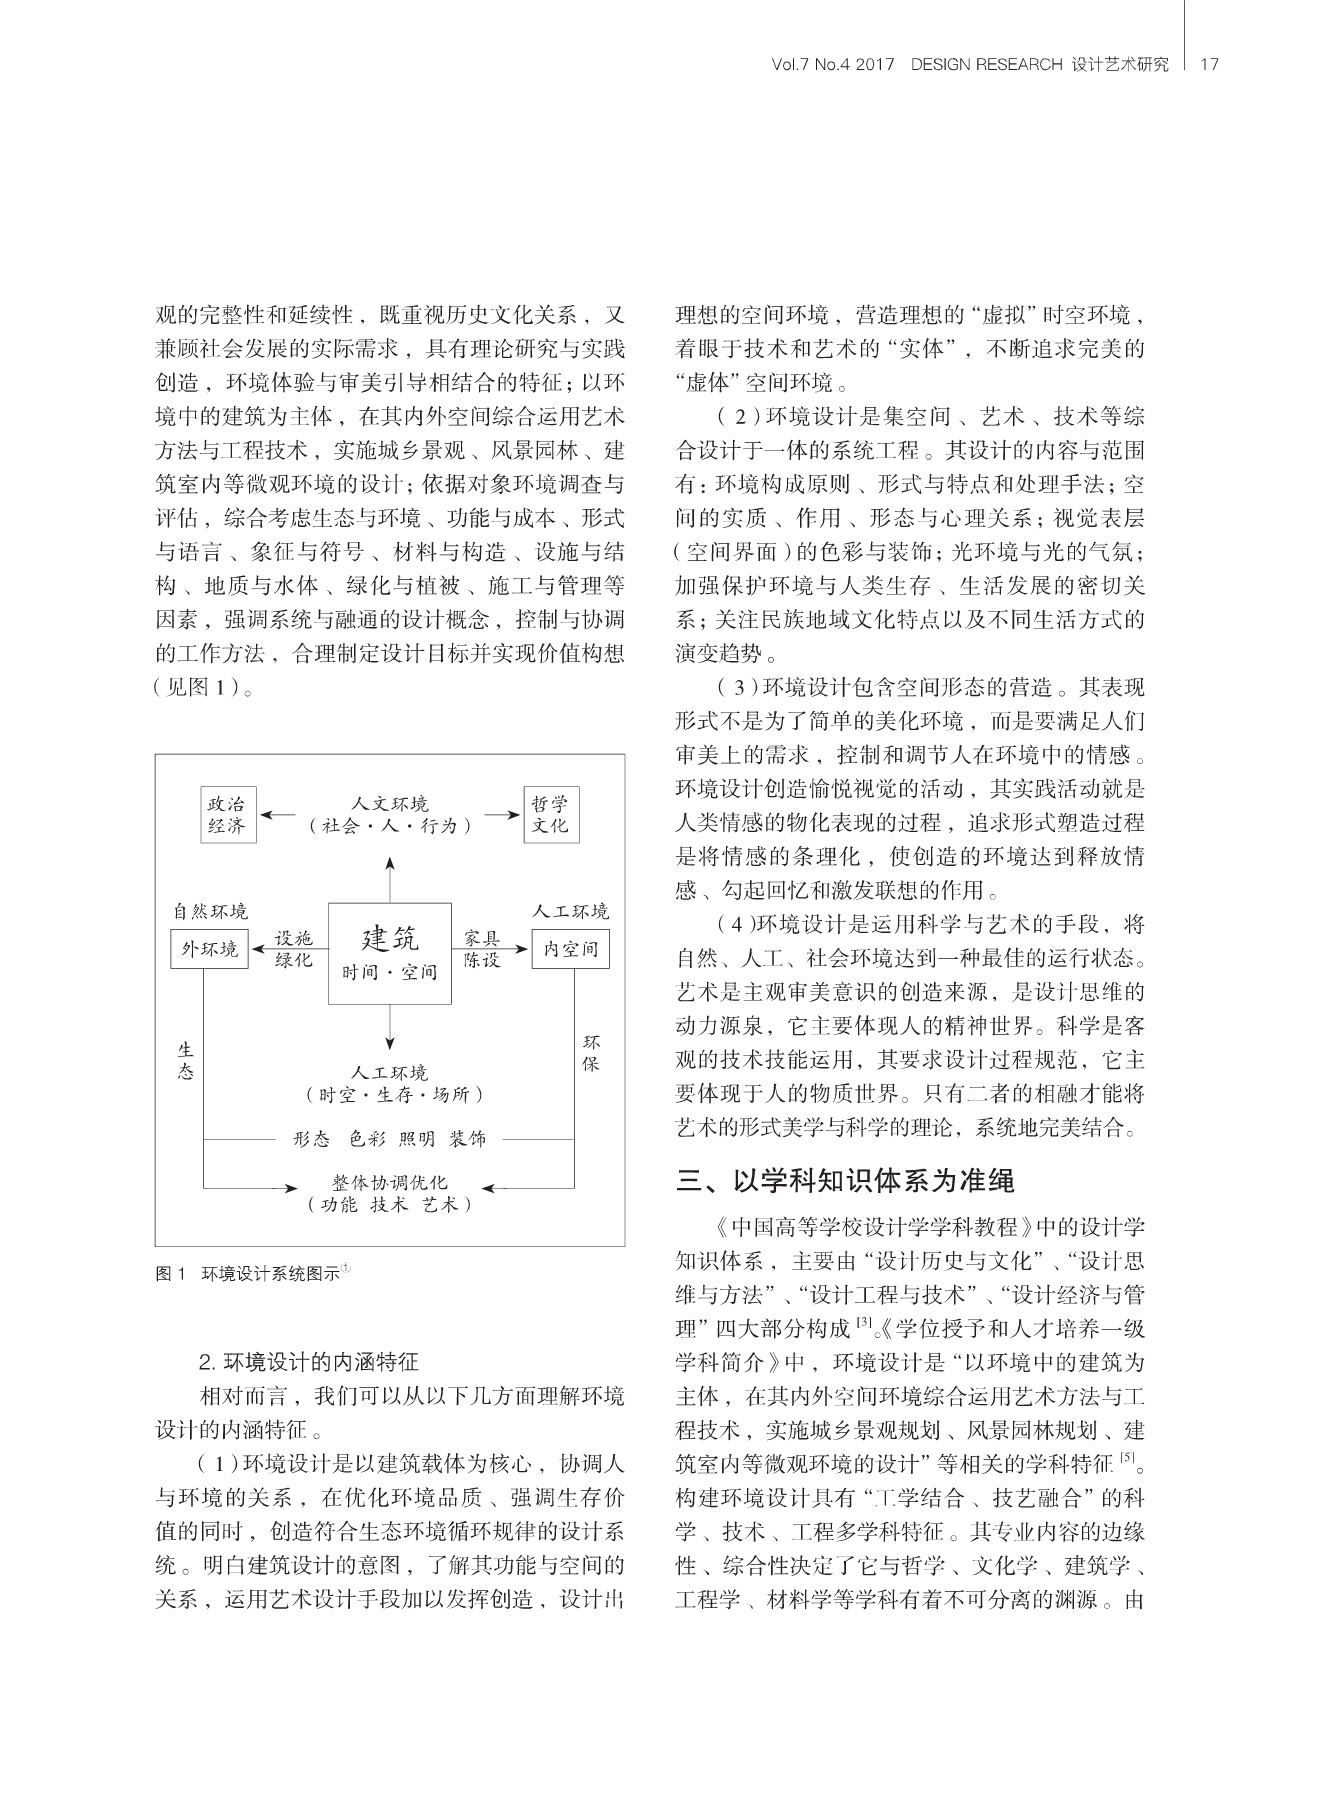 Vol.7 No.4 2017 DESIGN RESEARCH 设计艺术研究 17
观的完整性和延续性，既重视历史文化关系，又
兼顾社会发展的实际需求，具有理论研究与实践
创造，环境体验与审美引导相结合的特征；以环
境中的建筑为主体，在其内外空间综合运用艺术
方法与工程技术，实施城乡景观、风景园林、建
筑室内等微观环境的设计；依据对象环境调查与
评估，综合考虑生态与环境、功能与成本、形式
与语言、象征与符号、材料与构造、设施与结
构、地质与水体、绿化与植被、施工与管理等
因素，强调系统与融通的设计概念，控制与协调
的工作方法，合理制定设计目标并实现价值构想
（见图1）。
政治
经济
人文环境
（社会·人·行为）
哲学
文化
自然环境
外环境
设施
绿化
建筑
时间·空间
家具
陈设
人工环境
内空间
生态
环保
人工环境
（时空·生存·场所）
形态 色彩 照明 装饰
整体协调优化
（功能 技术 艺术）
图1 环境设计系统图示①
2. 环境设计的内涵特征
相对而言，我们可以从以下几方面理解环境
设计的内涵特征。
（1）环境设计是以建筑载体为核心，协调人
与环境的关系，在优化环境品质、强调生存价
值的同时，创造符合生态环境循环规律的设计系
统。明白建筑设计的意图，了解其功能与空间的
关系，运用艺术设计手段加以发挥创造，设计出
理想的空间环境，营造理想的“虚拟”时空环境，
着眼于技术和艺术的“实体”，不断追求完美的
“虚体”空间环境。
（2）环境设计是集空间、艺术、技术等综
合设计于一体的系统工程。其设计的内容与范围
有：环境构成原则、形式与特点和处理手法；空
间的实质、作用、形态与心理关系；视觉表层
（空间界面）的色彩与装饰；光环境与光的气氛；
加强保护环境与人类生存、生活发展的密切关
系；关注民族地域文化特点以及不同生活方式的
演变趋势。
（3）环境设计包含空间形态的营造。其表现
形式不是为了简单的美化环境，而是要满足人们
审美上的需求，控制和调节人在环境中的情感。
环境设计创造愉悦视觉的活动，其实践活动就是
人类情感的物化表现的过程，追求形式塑造过程
是将情感的条理化，使创造的环境达到释放情
感、勾起回忆和激发联想的作用。
（4）环境设计是运用科学与艺术的手段，将
自然、人工、社会环境达到一种最佳的运行状态。
艺术是主观审美意识的创造来源，是设计思维的
动力源泉，它主要体现人的精神世界。科学是客
观的技术技能运用，其要求设计过程规范，它主
要体现于人的物质世界。只有二者的相融才能将
艺术的形式美学与科学的理论，系统地完美结合。
三、以学科知识体系为准绳
《中国高等学校设计学学科教程》中的设计学
知识体系，主要由“设计历史与文化”、“设计思
维与方法”、“设计工程与技术”、“设计经济与管
理”四大部分构成[3]。《学位授予和人才培养一级
学科简介》中，环境设计是“以环境中的建筑为
主体，在其内外空间环境综合运用艺术方法与工
程技术，实施城乡景观规划、风景园林规划、建
筑室内等微观环境的设计”等相关的学科特征[5]。
构建环境设计具有“工学结合、技艺融合”的科
学、技术、工程多学科特征。其专业内容的边缘
性、综合性决定了它与哲学、文化学、建筑学、
工程学、材料学等学科有着不可分离的渊源。由